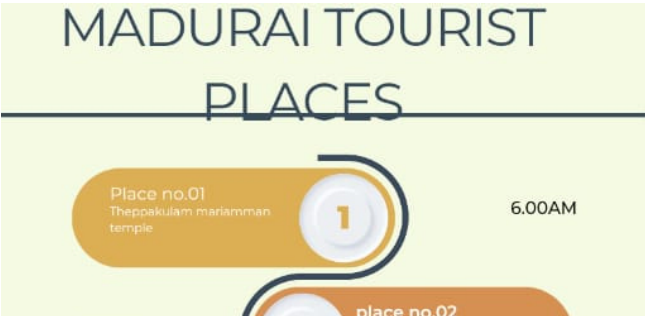 MADURAI TOURIST
PLACES
Place no.01
Theppakulam mariamman
temple
1
6.00AM
place no.02